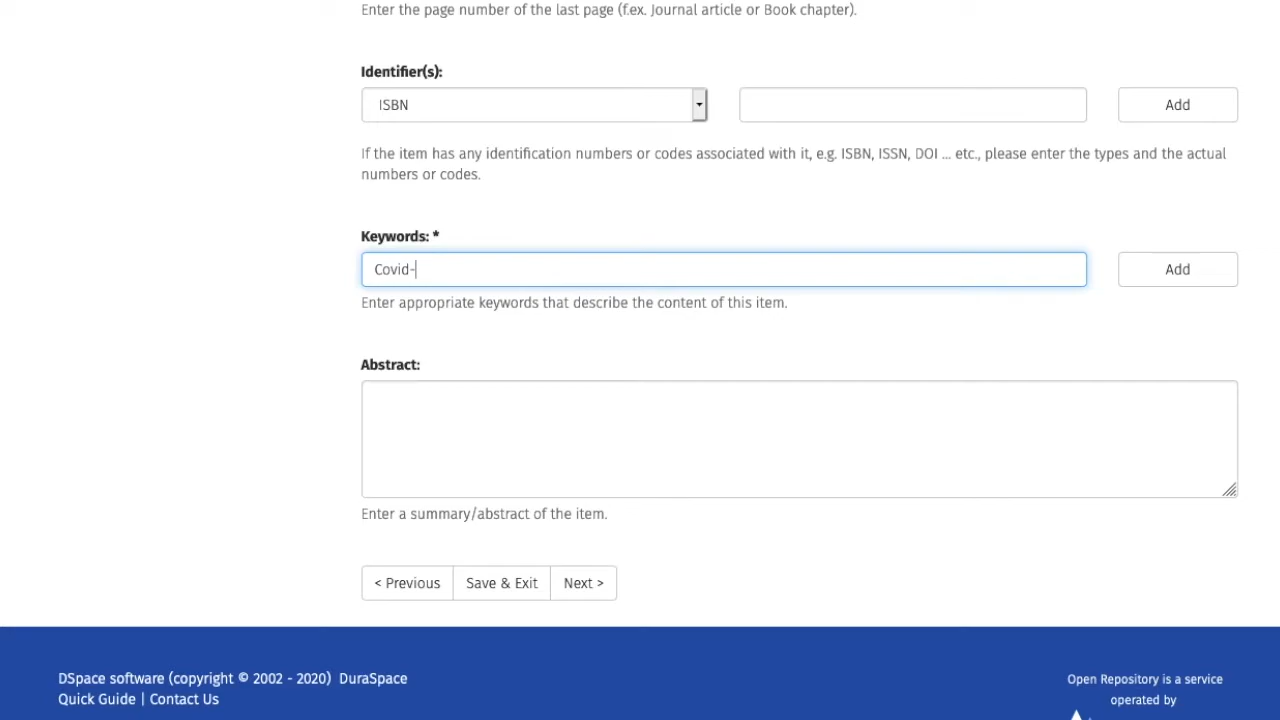 Enter the page number of the last page (f.ex. Journal article or Book chapter).
Identifier(s):
ISBN
Add
If the item has any identification numbers or codes associated with it, e.g. ISBN, ISSN, DOI ... etc., please enter the types and the actual
numbers or codes.
Keywords: *
Covid-
Add
Enter appropriate keywords that describe the content of this item.
Abstract:
Enter a summary/abstract of the item.
< Previous
Save & Exit
Next >
DSpace software (copyright © 2002 - 2020) DuraSpace
Quick Guide | Contact Us
Open Repository is a service
operated by